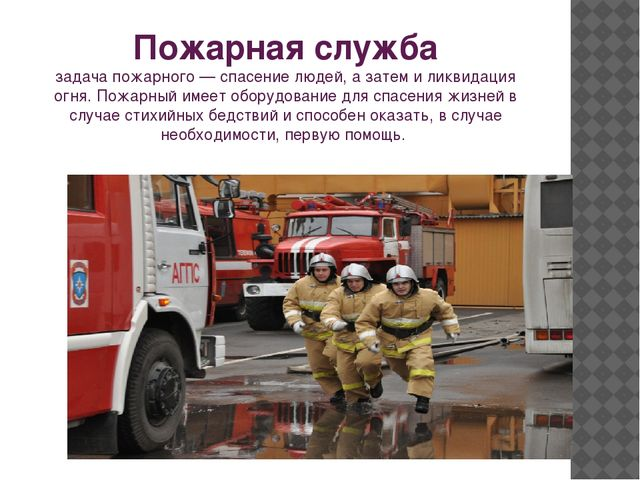 Пожарная служба
задача пожарного — спасение людей, а затем и ликвидация
огня. Пожарный имеет оборудование для спасения жизней в
случае стихийных бедствий и способен оказать, в случае
необходимости, первую помощь.
АГПС